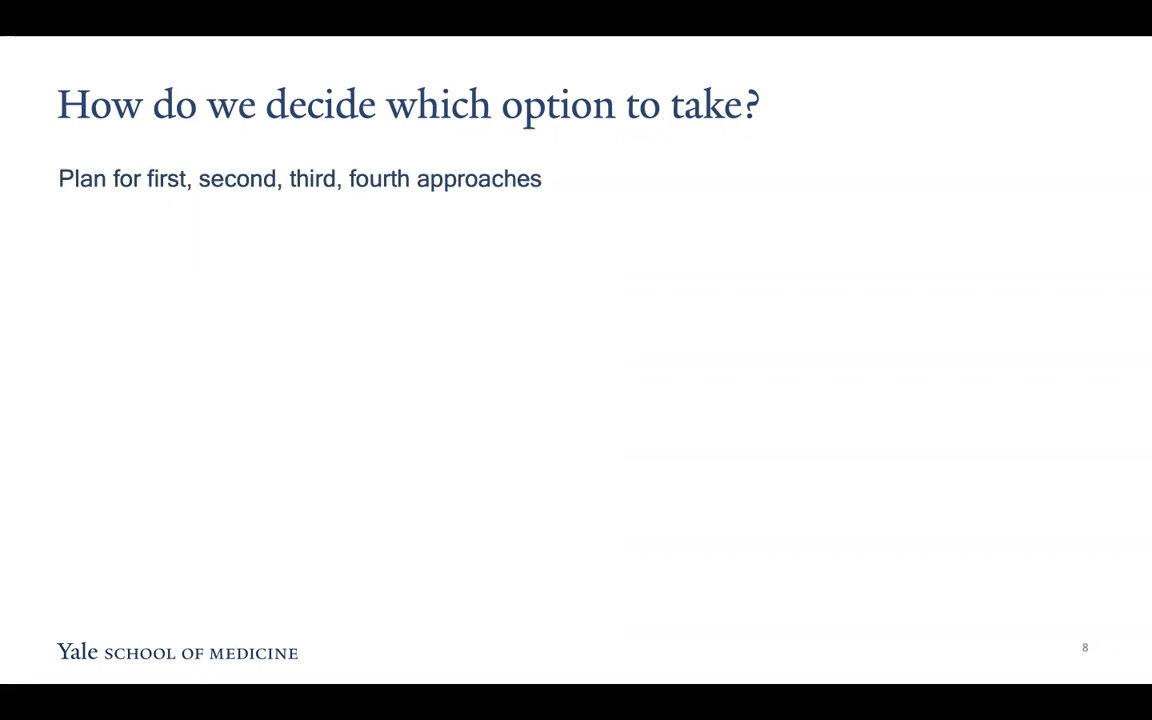 How do we decide which option to take?
Plan for first, second, third, fourth approaches
Yale SCHOOL OF MEDICINE
8